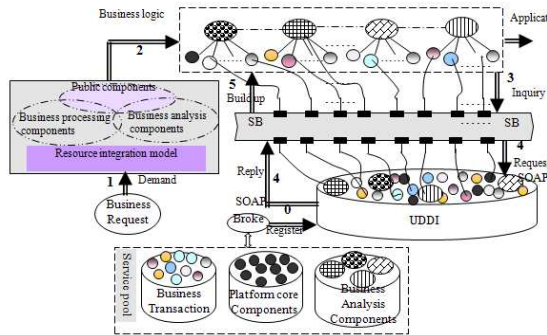 Business logic
2
Applicat
Public components
Business processing components
Business analysis components
Resource integration model
1
Demand
Business Request
5
Build up
3
Inquiry
SB
SB
Reply
4
4
Reques
SOAP
SOAP
0
Broke
Register
UDDI
Service pool
Business Transaction
Platform core Components
Business Analysis Components